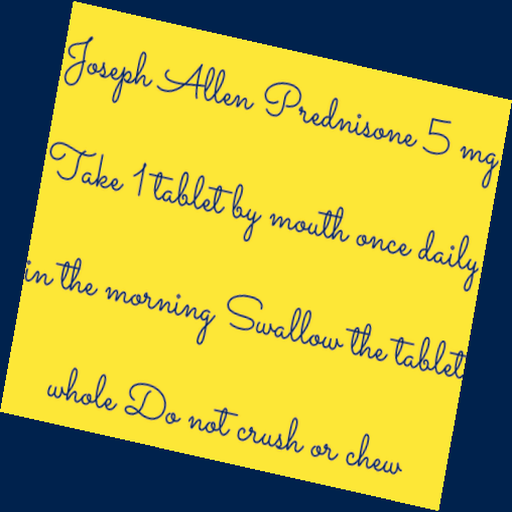 Joseph Allen Prednisone 5 mg
Take 1 tablet by mouth once daily
in the morning Swallow the tablet
whole Do not crush or chew